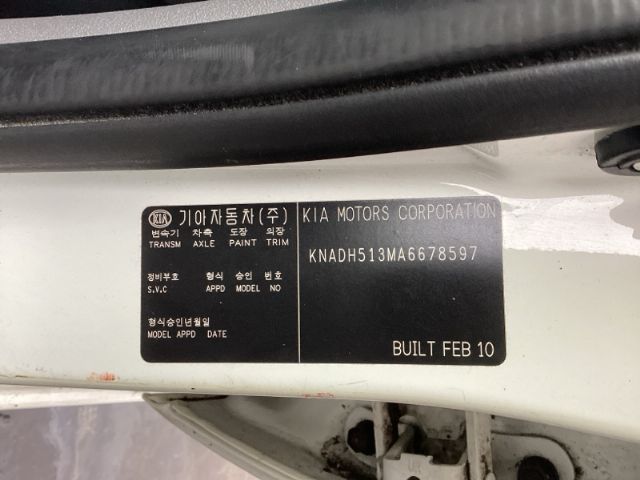 KIA 기아자동차(주)
변속기 차축 도장 의장
TRANSM AXLE PAINT TRIM
정비부호 형식 승인 번호
S.V.C APPD MODEL NO
형식승인년월일
MODEL APPD DATE
KIA MOTORS CORPORATION
KNADH513MA6678597
BUILT FEB 10